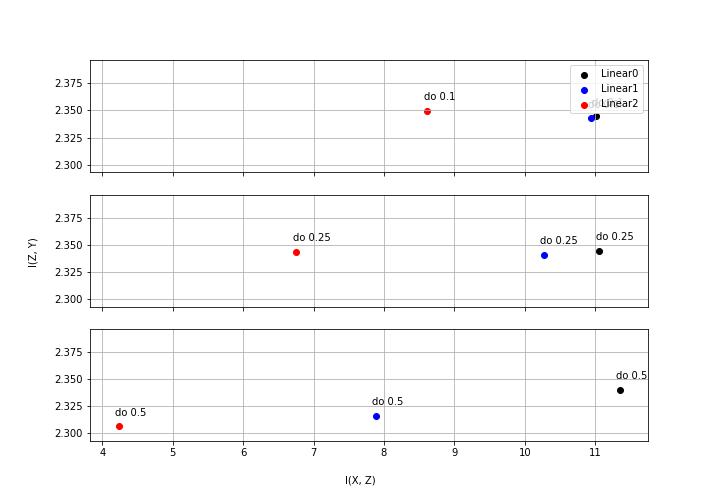 2.375
2.350
2.325
2.300
do 0.1
Linear0
Linear1
Linear2
2.375
2.350
2.325
2.300
do 0.25
do 0.25
do 0.25
I(Z, Y)
2.375
2.350
2.325
2.300
do 0.5
do 0.5
do 0.5
4 5 6 7 8 9 10 11
I(X, Z)